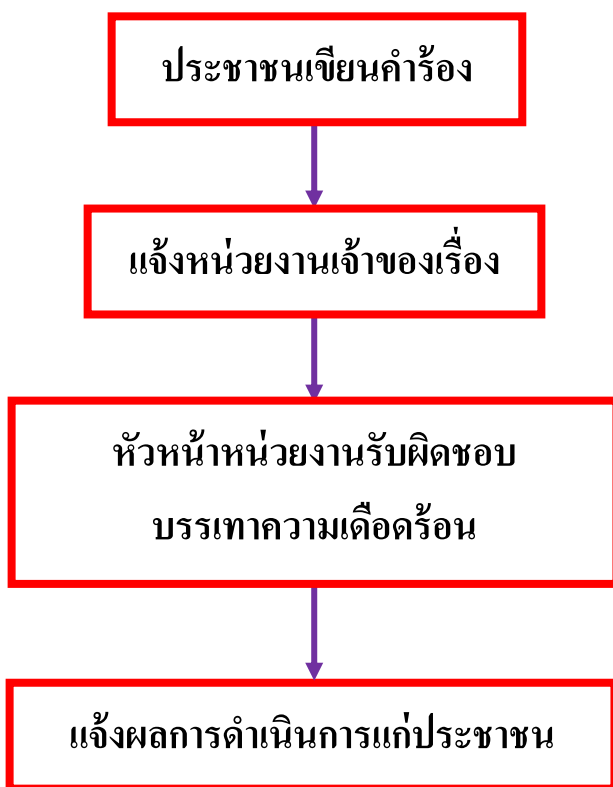 ประชาชนเขียนคำร้อง
แจ้งหน่วยงานเจ้าของเรื่อง
หัวหน้าหน่วยงานรับผิดชอบ
บรรเทาความเดือดร้อน
แจ้งผลการดำเนินการแก่ประชาชน